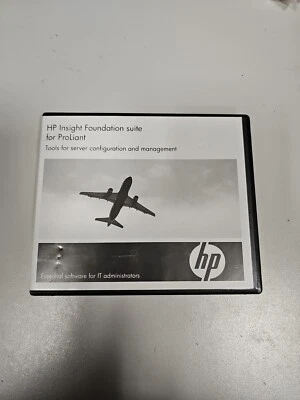 HP Insight Foundation suite
for ProLiant
Tools for server configuration and management
hp
Essential software for IT administrators